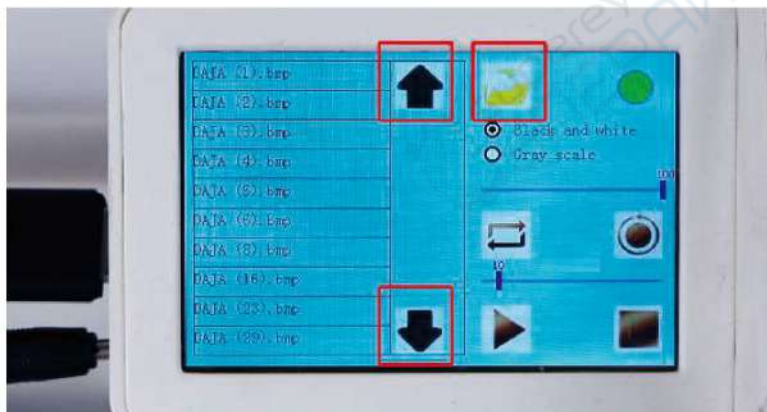 DAJA (1).bmp
DAJA (2).bmp
DAJA (3).bmp
DAJA (4).bmp
DAJA (5).bmp
DAJA (6).bmp
DAJA (8).bmp
DAJA (16).bmp
DAJA (23).bmp
DAJA (29).bmp
Black and white
Gray scale
100
10